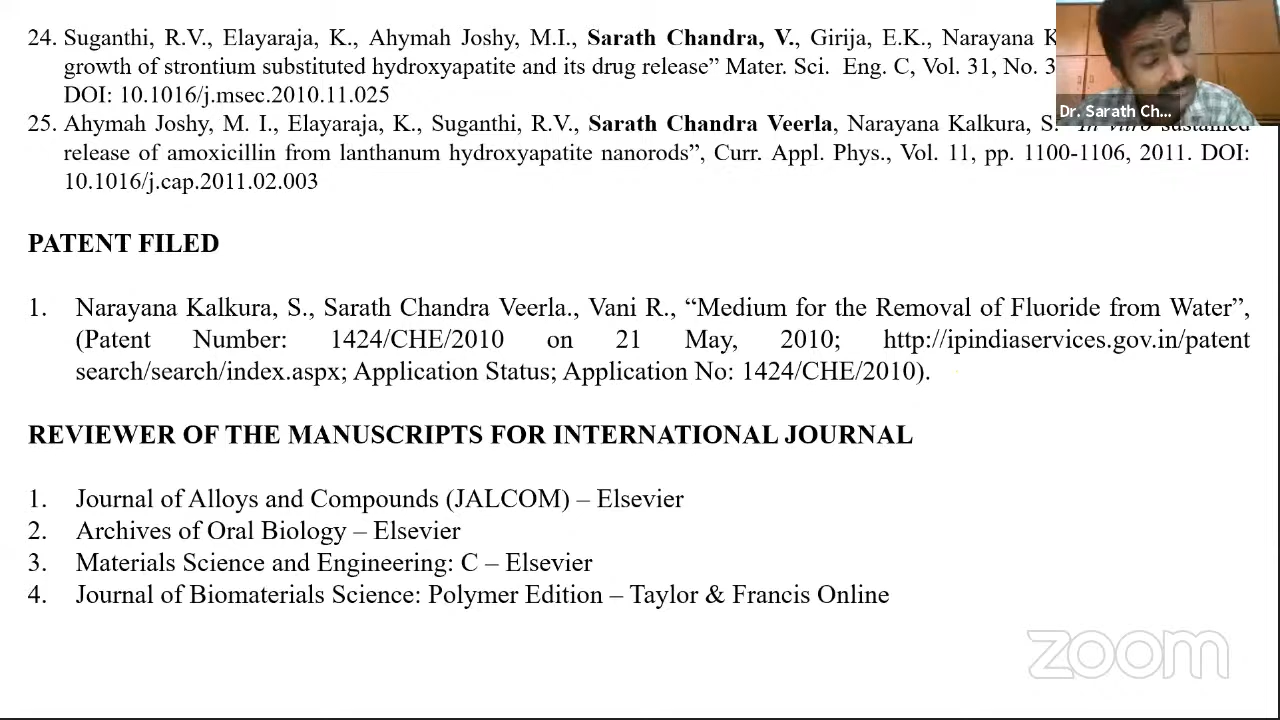 24. Suganthi, R.V., Elayaraja, K., Ahymah Joshy, M.I., Sarath Chandra, V., Girija, E.K., Narayana
growth of strontium substituted hydroxyapatite and its drug release” Mater. Sci. Eng. C, Vol. 31, No. 3
DOI: 10.1016/j.msec.2010.11.025
Dr. Sarath Ch...
25. Ahymah Joshy, M. I., Elayaraja, K., Suganthi, R.V., Sarath Chandra Veerla, Narayana Kalkura, S.
release of amoxicillin from lanthanum hydroxyapatite nanorods”, Curr. Appl. Phys., Vol. 11, pp. 1100-1106, 2011. DOI:
10.1016/j.cap.2011.02.003
PATENT FILED
1. Narayana Kalkura, S., Sarath Chandra Veerla., Vani R., “Medium for the Removal of Fluoride from Water”,
(Patent Number: 1424/CHE/2010 on 21 May, 2010; http://ipindiaservices.gov.in/patent
search/search/index.aspx; Application Status; Application No: 1424/CHE/2010).
REVIEWER OF THE MANUSCRIPTS FOR INTERNATIONAL JOURNAL
1. Journal of Alloys and Compounds (JALCOM) – Elsevier
2. Archives of Oral Biology – Elsevier
3. Materials Science and Engineering: C – Elsevier
4. Journal of Biomaterials Science: Polymer Edition – Taylor & Francis Online
zoom